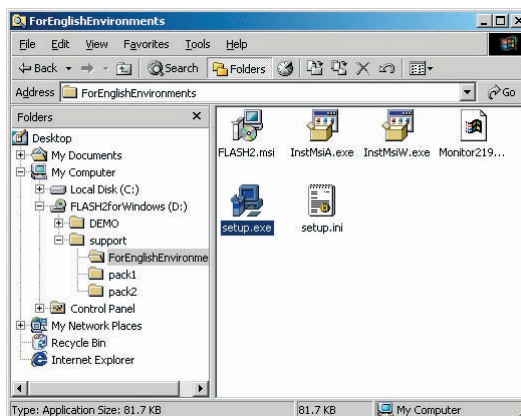 ForEnglishEnvironments
File Edit View Favorites Tools Help
Back Search Folders
Address ForEnglishEnvironments Go
Folders
Desktop
My Documents
My Computer
Local Disk (C:)
FLASH2forWindows (D:)
DEMO
support
ForEnglishEnvironme
pack1
pack2
Control Panel
My Network Places
Recycle Bin
Internet Explorer
FLASH2.msi InstMsiA.exe InstMsiW.exe Monitor219...
setup.exe setup.ini
Type: Application Size: 81.7 KB 81.7 KB My Computer